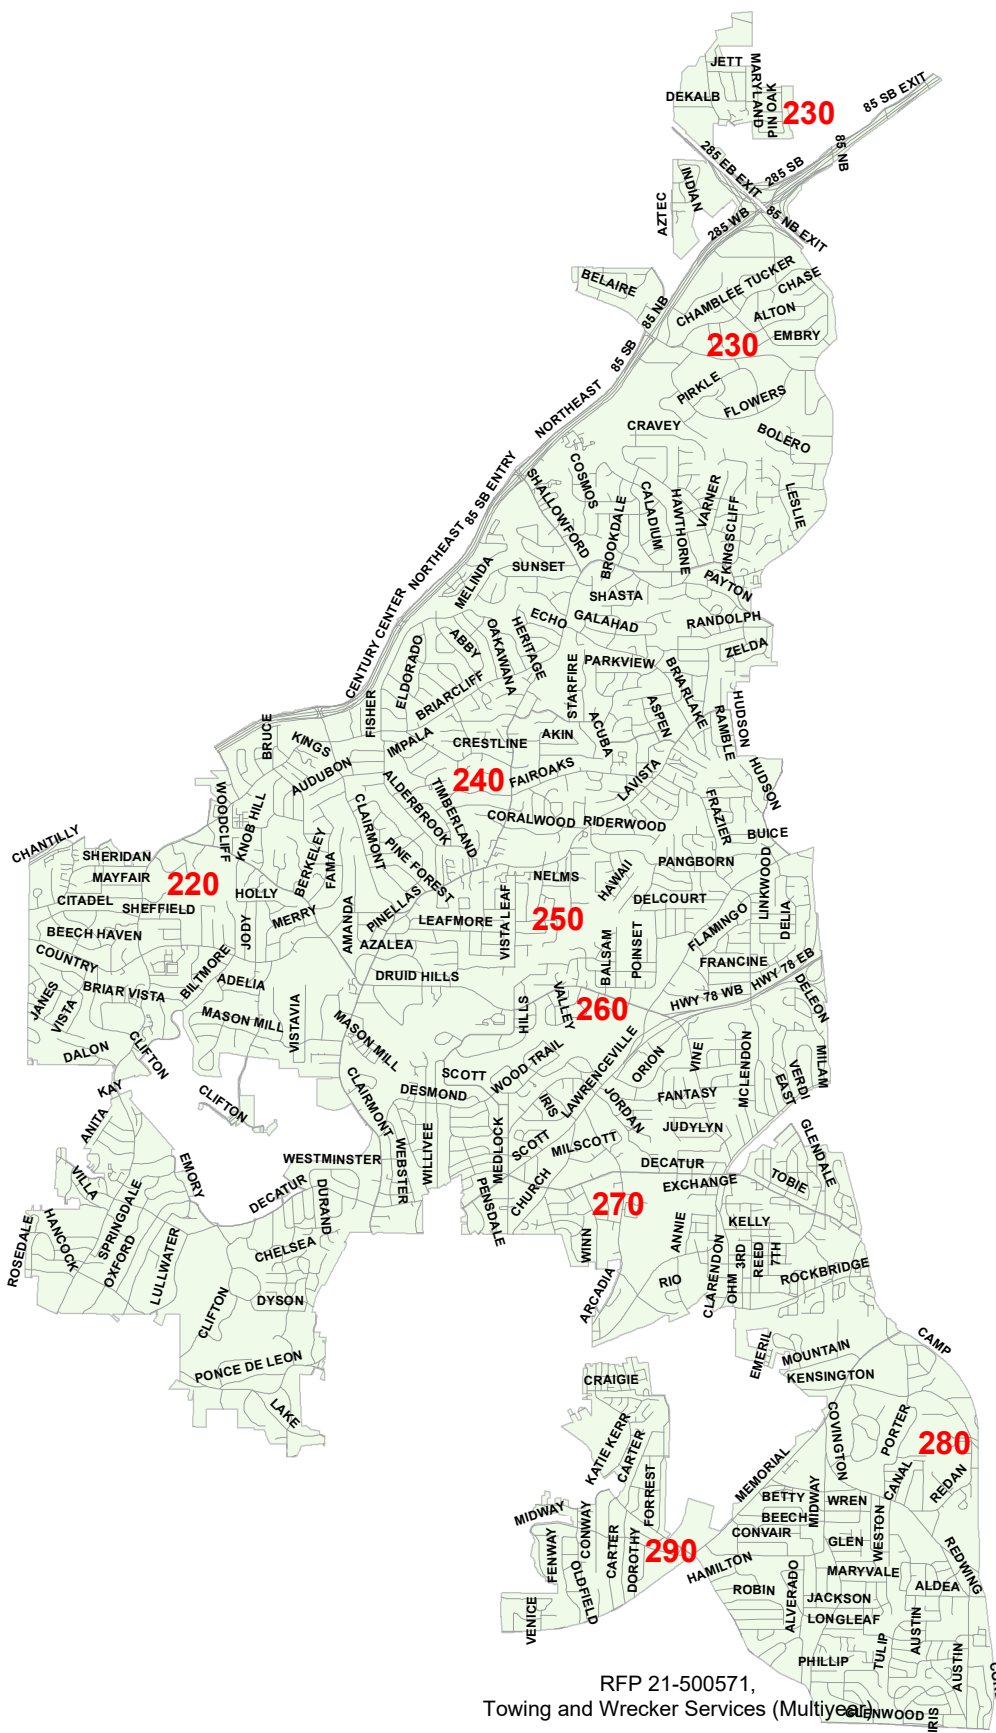 JETT
MARYLAND
PIN OAK
DEKALB
230
85 SB EXIT
85 NB
285 SB
285 EB EXIT
INDIAN
AZTEC
285 WB
85 NB EXIT
BELAIRE
CHAMBLEE TUCKER
CHASE
ALTON
EMBRY
230
85 NB
85 SB
PIRKLE
FLOWERS
NORTHEAST
CRAVEY
BOLERO
COSMOS
SHALLOWFORD
85 SB ENTRY
NORTHEAST
BROOKDALE
CALADIUM
HAWTHORNE
VARNER
KINGSCLIFF
LESLIE
SUNSET
MELINDA
PAYTON
SHASTA
CENTURY CENTER
ECHO
GALAHAD
RANDOLPH
HERITAGE
OAKAWANA
ABBY
ELDORADO
ZELDA
PARKVIEW
BRIARLAKE
STARFIRE
BRIARCLIFF
FISHER
ASPEN
RAMBLE
HUDSON
ACUBA
AKIN
CRESTLINE
IMPALA
BRUCE
KINGS
AUDUBON
240
FAIROAKS
LAVISTA
HUDSON
ALDERBROOK
TIMBERLAND
WOODCLIFF
KNOB HILL
CLAIRMONT
CORALWOOD
RIDERWOOD
FRAZIER
BUICE
CHANTILLY
SHERIDAN
MAYFAIR
220
BERKELEY
FAMA
PINE FOREST
PANGBORN
LINKWOOD
NELMS
HAWAII
HOLLY
CITADEL
SHEFFIELD
DELCOURT
PINELLAS
LEAFMORE
VISTA LEAF
250
FLAMINGO
DELIA
MERRY
JODY
AMANDA
BEECH HAVEN
AZALEA
BALSAM
POINSET
FRANCINE
HWY 78 EB
COUNTRY
BILTMORE
ADELIA
DRUID HILLS
HWY 78 WB
DELEON
BRIAR VISTA
JANES
VISTA
MASON MILL
VISTAVIA
MASON MILL
HILLS
VALLEY
260
LAWRENCEVILLE
DALON
CLIFTON
ORION
VINE
MCLENDON
MILAM
VERDI
EAST
WOOD TRAIL
SCOTT
KAY
CLIFTON
CLAIRMONT
DESMOND
IRIS
JORDAN
FANTASY
ANITA
JUDYLYN
MILSCOTT
SCOTT
MEDLOCK
WILLIVEE
WEBSTER
GLENDALE
WESTMINSTER
EMORY
DECATUR
EXCHANGE
TOBIE
VILLA
DECATUR
DURAND
PENSDALE
CHURCH
270
SPRINGDALE
HANCOCK
ROSEDALE
OXFORD
LULLWATER
CHELSEA
WINN
ANNIE
KELLY
CLARENDON
OHM
3RD
REED
7TH
ROCKBRIDGE
RIO
ARCADIA
CLIFTON
DYSON
CAMP
EMERIL
MOUNTAIN
KENSINGTON
PONCE DE LEON
CRAIGIE
LAKE
KATIE KERR
CARTER
COVINGTON
PORTER
280
MEMORIAL
CANAL
REDAN
BETTY
MIDWAY
WREN
FORREST
MIDWAY
BEECH
CONWAY
CONVAIR
WESTON
GLEN
290
CARTER
DOROTHY
FENWAY
OLDFIELD
HAMILTON
REDWING
MARYVALE
ALDEA
ROBIN
ALVERADO
JACKSON
LONGLEAF
VENICE
AUSTIN
TULIP
PHILLIP
AUSTIN
RFP 21-500571,
Towing and Wrecker Services (Multiyear)
GLENWOOD
IRIS